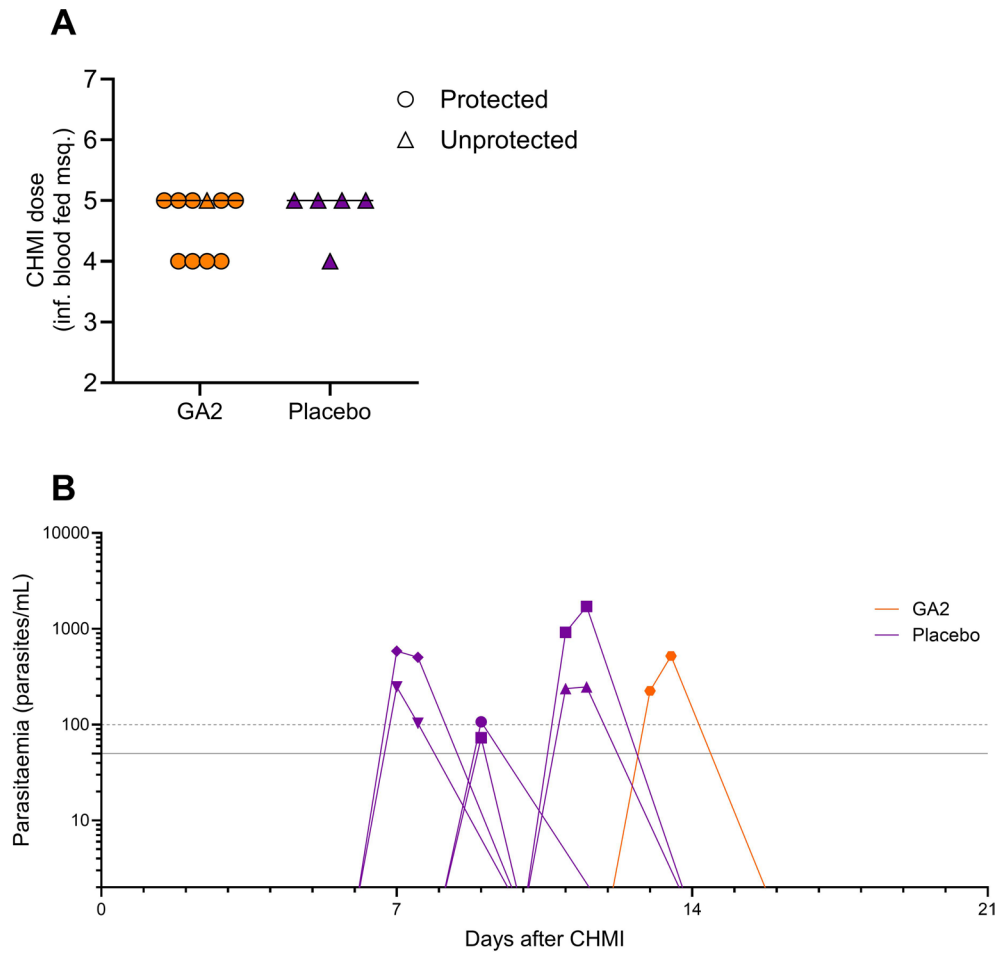 A
7
6
5
4
3
2
CHMI dose
(inf. blood fed msq.)
Protected
Unprotected
GA2
Placebo
B
10000
1000
100
10
Parasitaemia (parasites/mL)
GA2
Placebo
0
7
14
21
Days after CHMI